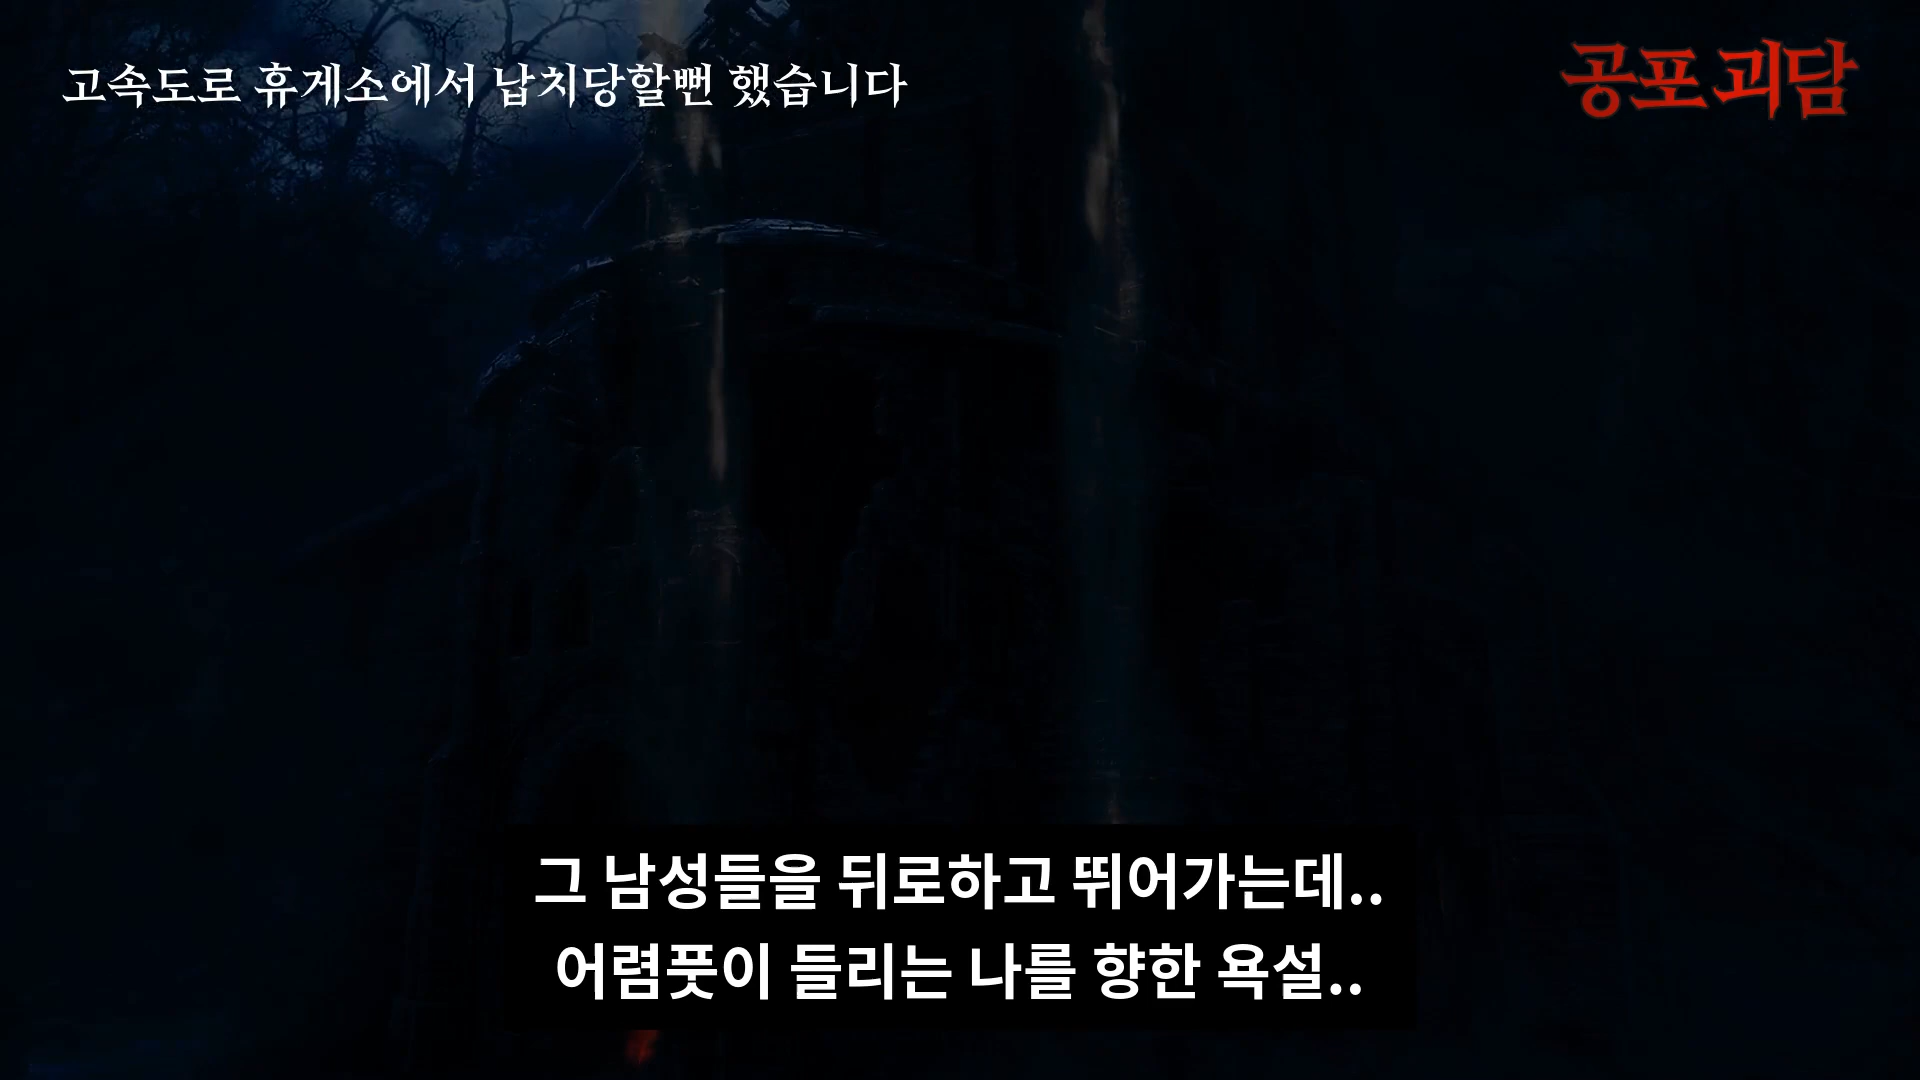 고속도로 휴게소에서 납치당할뻔 했습니다
공포괴담
그 남성들을 뒤로하고 뛰어가는데..
어렴풋이 들리는 나를 향한 욕설..